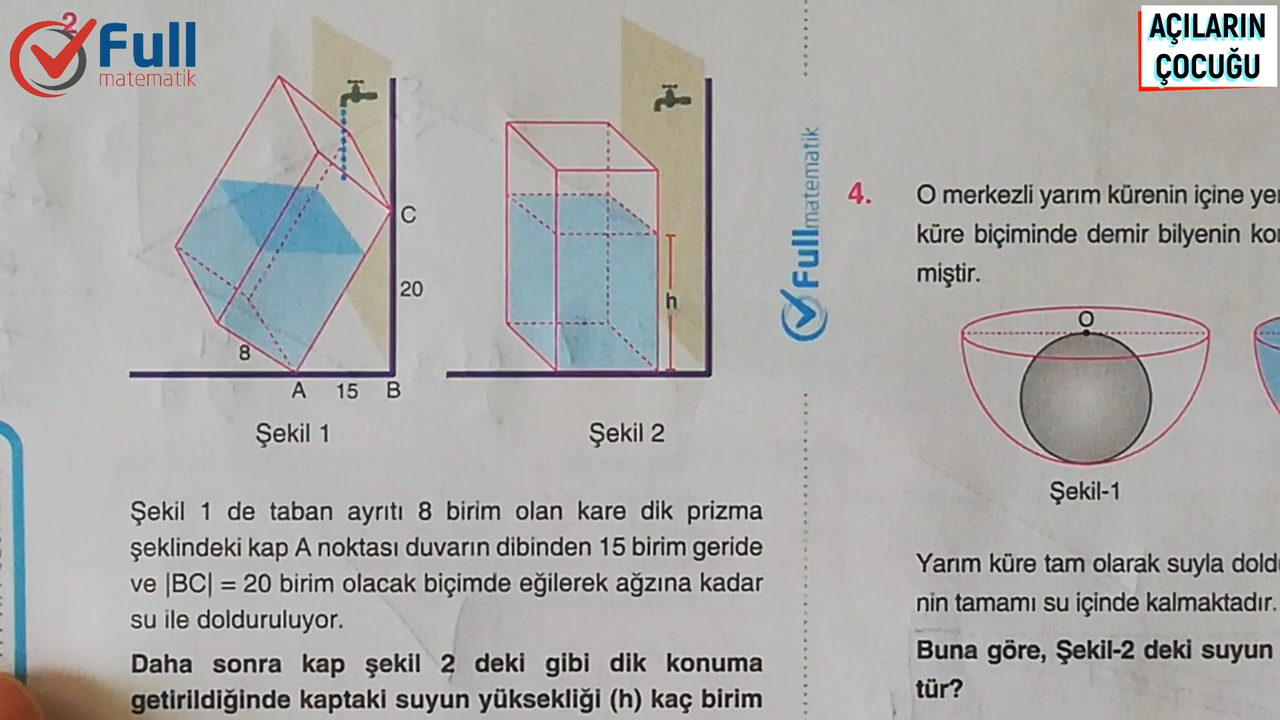 2
Full
matematik
AÇILARIN
ÇOCUĞU
C
20
8
A 15 B
Şekil 1
h
Şekil 2
Şekil 1 de taban ayrıtı 8 birim olan kare dik prizma
şeklindeki kap A noktası duvarın dibinden 15 birim geride
ve |BC| = 20 birim olacak biçimde eğilerek ağzına kadar
su ile dolduruluyor.
Daha sonra kap şekil 2 deki gibi dik konuma
getirildiğinde kaptaki suyun yüksekliği (h) kaç birim
Full matematik
4.
O merkezli yarım kürenin içine
küre biçiminde demir bilyenin
miştir.
O
Şekil-1
Yarım küre tam olarak suyla
nin tamamı su içinde kalmaktadır.
Buna göre, Şekil-2 deki suyun
tür?